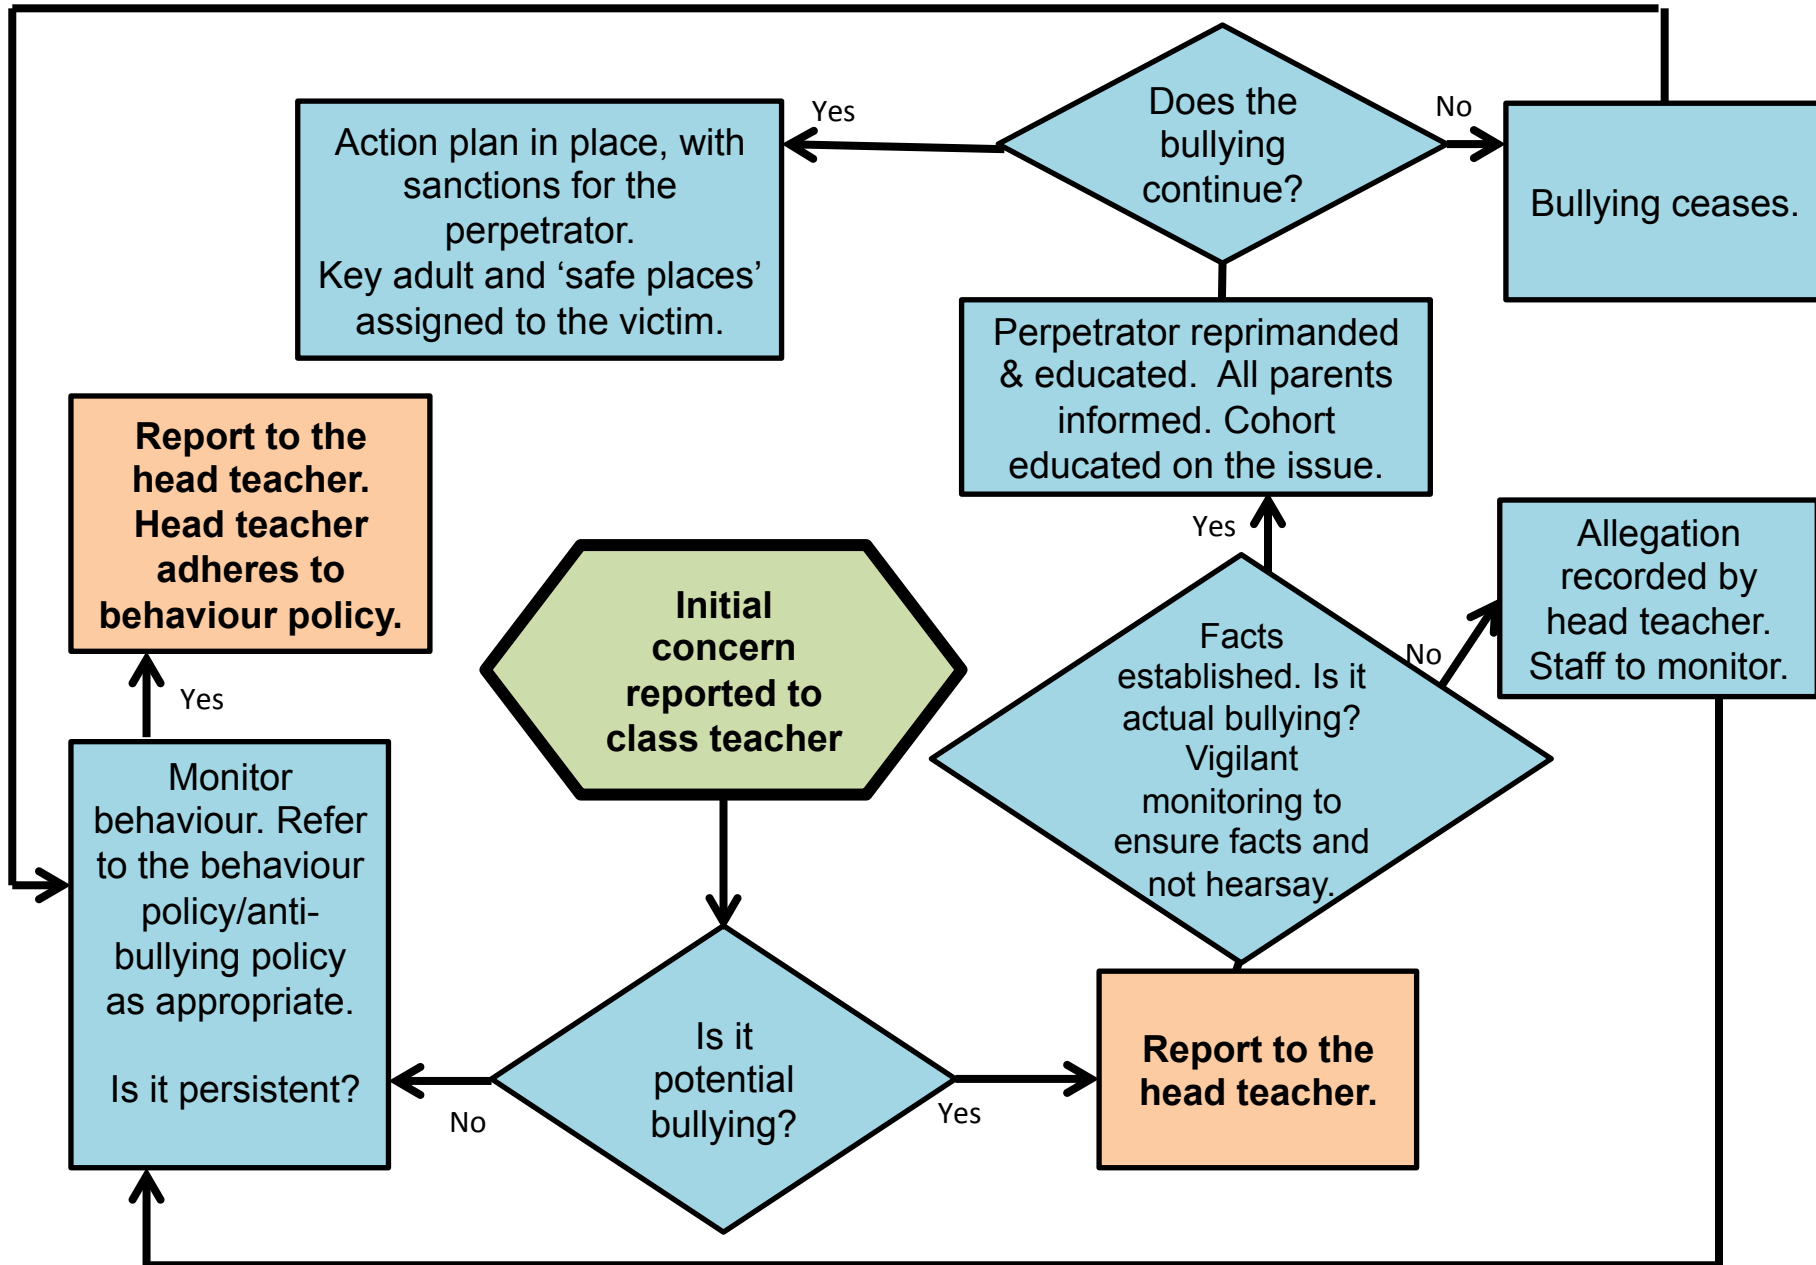 Does the
bullying
continue?
Yes
No
Action plan in place, with
sanctions for the
perpetrator.
Key adult and ‘safe places’
assigned to the victim.
Bullying ceases.
Perpetrator reprimanded
& educated.  All parents
informed. Cohort
educated on the issue.
Report to the
head teacher.
Head teacher
adheres to
behaviour policy.
Yes
Initial
concern
reported to
class teacher
Yes
No
Allegation
recorded by
head teacher.
Staff to monitor.
Facts
established. Is it
actual bullying?
Vigilant
monitoring to
ensure facts and
not hearsay.
Monitor
behaviour. Refer
to the behaviour
policy/anti-
bullying policy
as appropriate.
Is it persistent?
No
Is it
potential
bullying?
Yes
Report to the
head teacher.